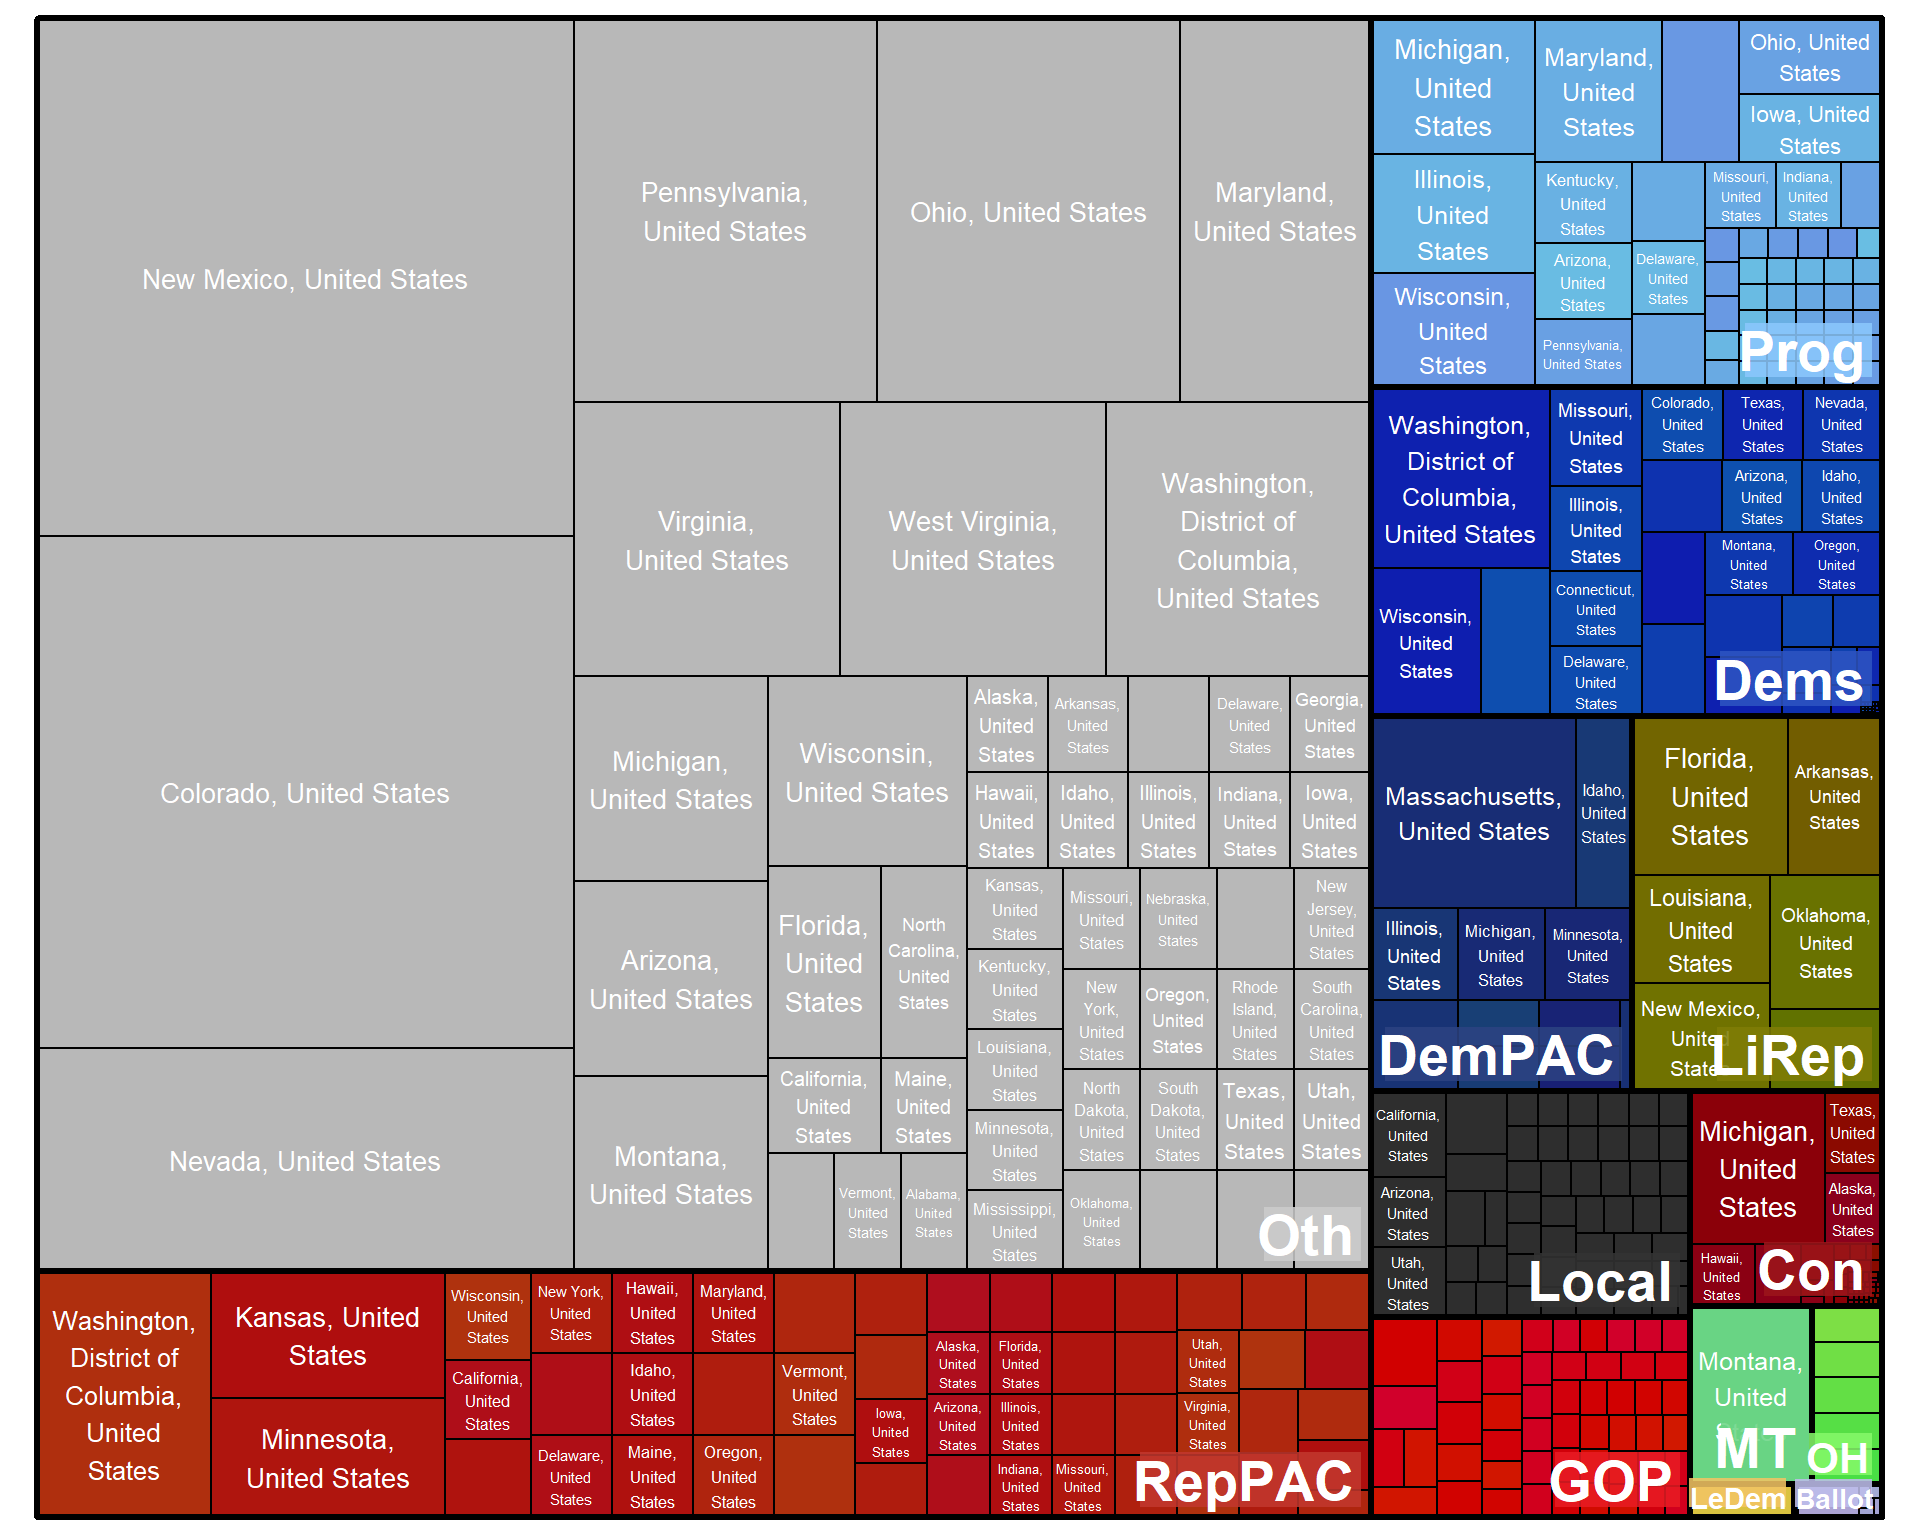 New Mexico, United States
Colorado, United States
Nevada, United States
Pennsylvania,
United States
Ohio, United States
Maryland,
United States
Virginia,
United States
West Virginia,
United States
Washington,
District of
Columbia,
United States
Michigan,
United States
Arizona,
United States
Montana,
United States
Wisconsin,
United States
Florida,
United
States
North
Carolina,
United
States
California,
United
States
Maine,
United
States
Vermont,
United
States
Alabama,
United
States
Alaska,
United
States
Arkansas,
United
States
Delaware,
United
States
Georgia,
United
States
Hawaii,
United
States
Idaho,
United
States
Illinois,
United
States
Indiana,
United
States
Iowa,
United
States
Kansas,
United
States
Kentucky,
United
States
Louisiana,
United
States
Minnesota,
United
States
Mississippi,
United
States
Missouri,
United
States
Nebraska,
United
States
New
Jersey,
United
States
New
York,
United
States
Oregon,
United
States
Rhode
Island,
United
States
South
Carolina,
United
States
North
Dakota,
United
States
South
Dakota,
United
States
Texas,
United
States
Utah,
United
States
Oklahoma,
United
States
Oth
Michigan,
United
States
Illinois,
United
States
Wisconsin,
United
States
Maryland,
United
States
Ohio, United
States
Iowa, United
States
Kentucky,
United
States
Arizona,
United
States
Pennsylvania,
United States
Delaware,
United
States
Missouri,
United
States
Indiana,
United
States
Prog
Washington,
District of
Columbia,
United States
Wisconsin,
United
States
Missouri,
United
States
Illinois,
United
States
Connecticut,
United
States
Delaware,
United
States
Colorado,
United
States
Texas,
United
States
Nevada,
United
States
Arizona,
United
States
Idaho,
United
States
Montana,
United
States
Oregon,
United
States
Dems
Massachusetts,
United States
Idaho,
United
States
Illinois,
United
States
Michigan,
United
States
Minnesota,
United
States
DemPAC
Florida,
United
States
Arkansas,
United
States
Louisiana,
United
States
Oklahoma,
United
States
New Mexico,
United
LiRep
California,
United
States
Arizona,
United
States
Utah,
United
States
Local
Michigan,
United
States
Texas,
United
States
Alaska,
United
States
Hawaii,
United
States
Con
Washington,
District of
Columbia,
United
States
Kansas, United
States
Minnesota,
United States
Wisconsin,
United
States
California,
United
States
New York,
United
States
Delaware,
United
States
Hawaii,
United
States
Idaho,
United
States
Maine,
United
States
Maryland,
United
States
Oregon,
United
States
Vermont,
United
States
Iowa,
United
States
Alaska,
United
States
Arizona,
United
States
Florida,
United
States
Illinois,
United
States
Indiana,
United
States
Missouri,
United
States
Utah,
United
States
Virginia,
United
States
RepPAC
GOP
Montana,
United
MT
OH
LeDem
Ballot